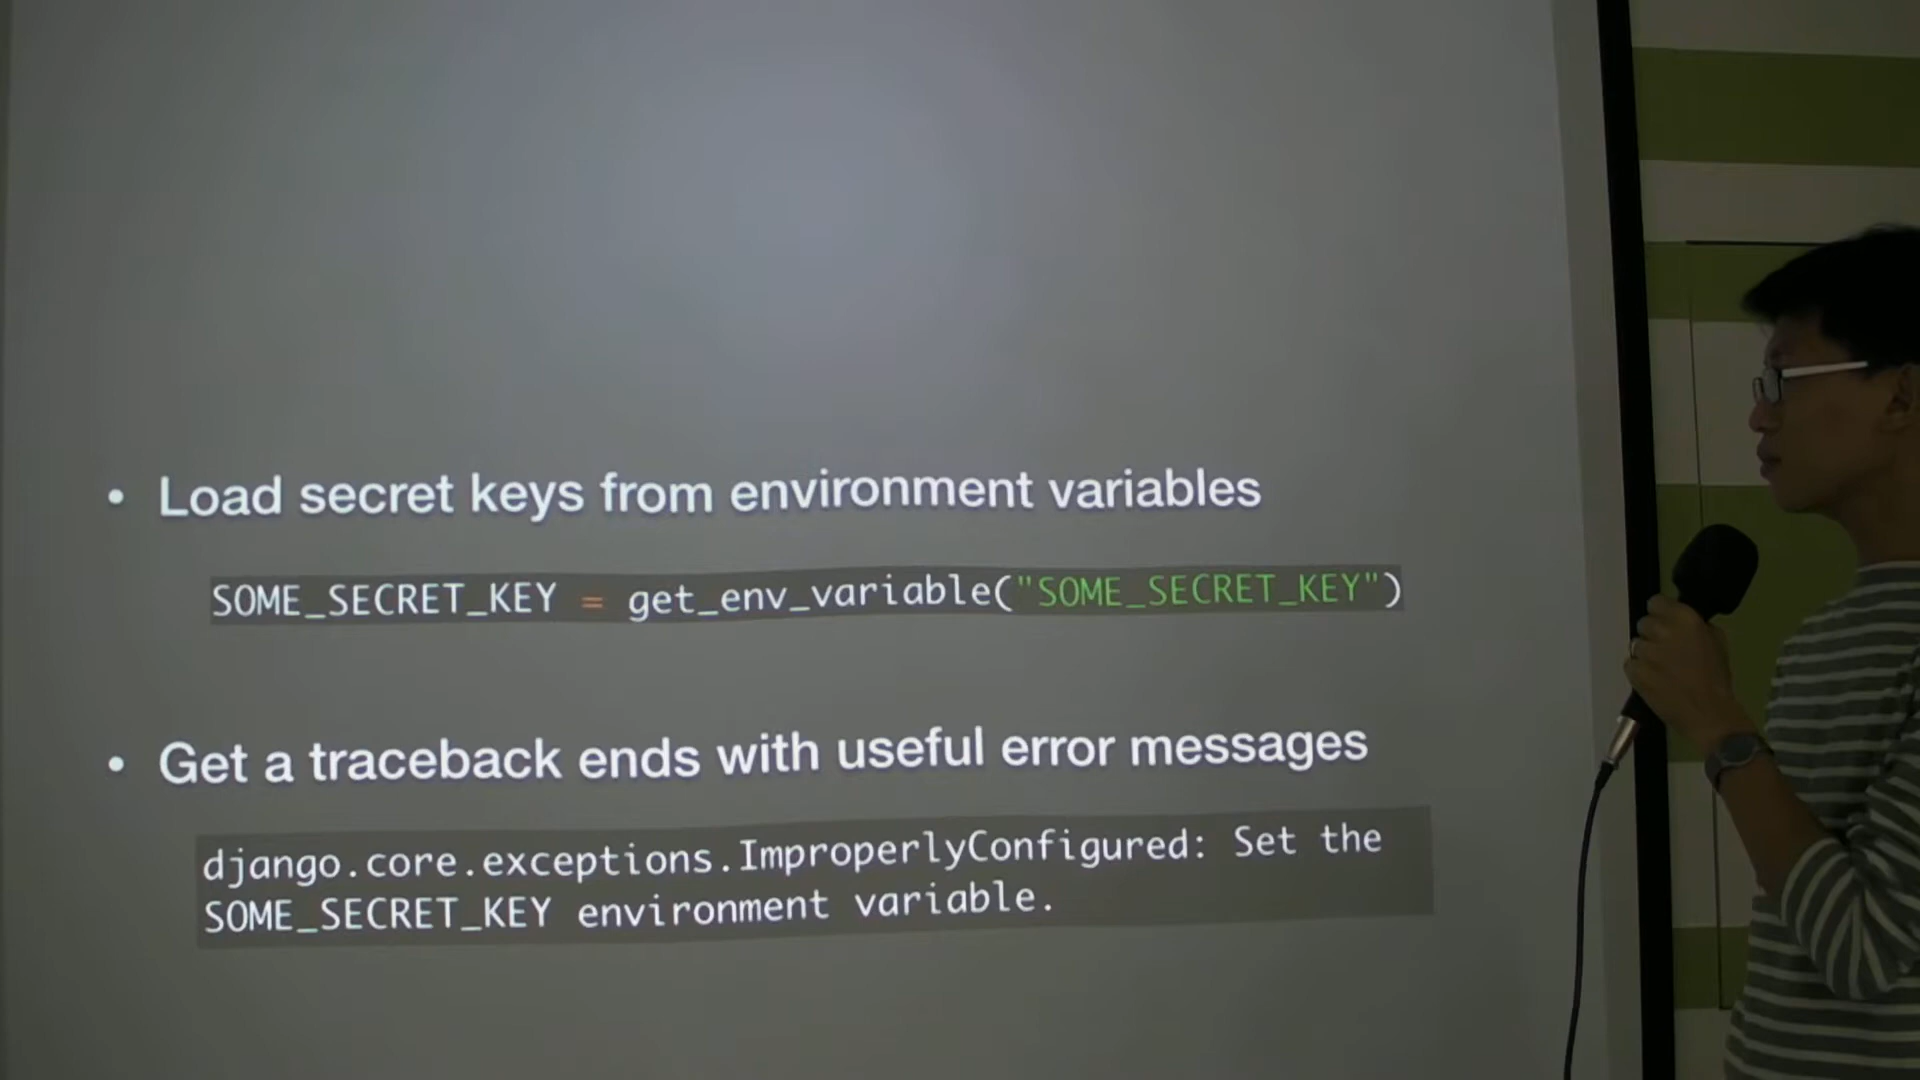 • Load secret keys from environment variables
SOME_SECRET_KEY = get_env_variable("SOME_SECRET_KEY")
• Get a traceback ends with useful error messages
django.core.exceptions.ImproperlyConfigured: Set the
SOME_SECRET_KEY environment variable.